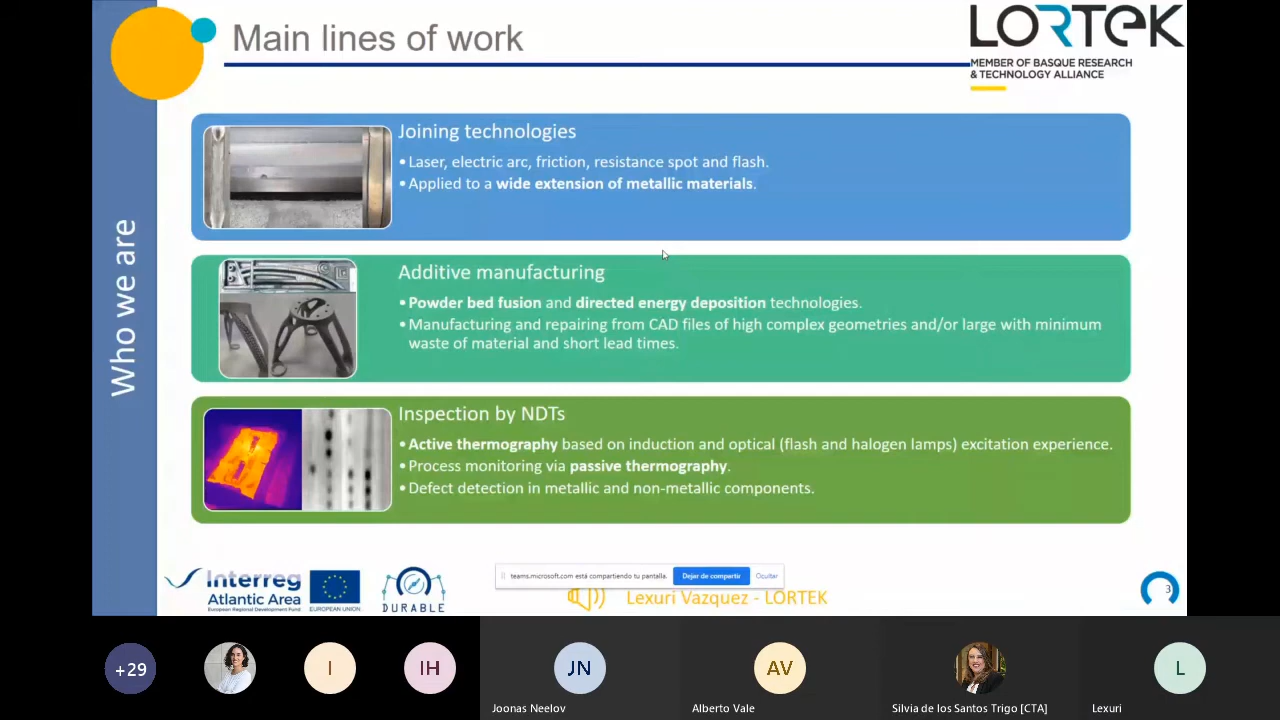 Main lines of work
LORTEK
MEMBER OF BASQUE RESEARCH
& TECHNOLOGY ALLIANCE
Who we are
Joining technologies
•Laser, electric arc, friction, resistance spot and flash.
•Applied to a wide extension of metallic materials.
Additive manufacturing
•Powder bed fusion and directed energy deposition technologies.
•Manufacturing and repairing from CAD files of high complex geometries and/or large with minimum
waste of material and short lead times.
Inspection by NDTs
•Active thermography based on induction and optical (flash and halogen lamps) excitation experience.
•Process monitoring via passive thermography.
•Defect detection in metallic and non-metallic components.
Interreg
Atlantic Area
European Regional Development Fund
EUROPEAN UNION
DURABLE
teams.microsoft.com está compartiendo tu pantalla.
Dejar de compartir
Ocultar
Lexuri Vazquez - LORTEK
3
+29
I
IH
JN
AV
L
Joonas Neelov
Alberto Vale
Silvia de los Santos Trigo [CTA]
Lexuri